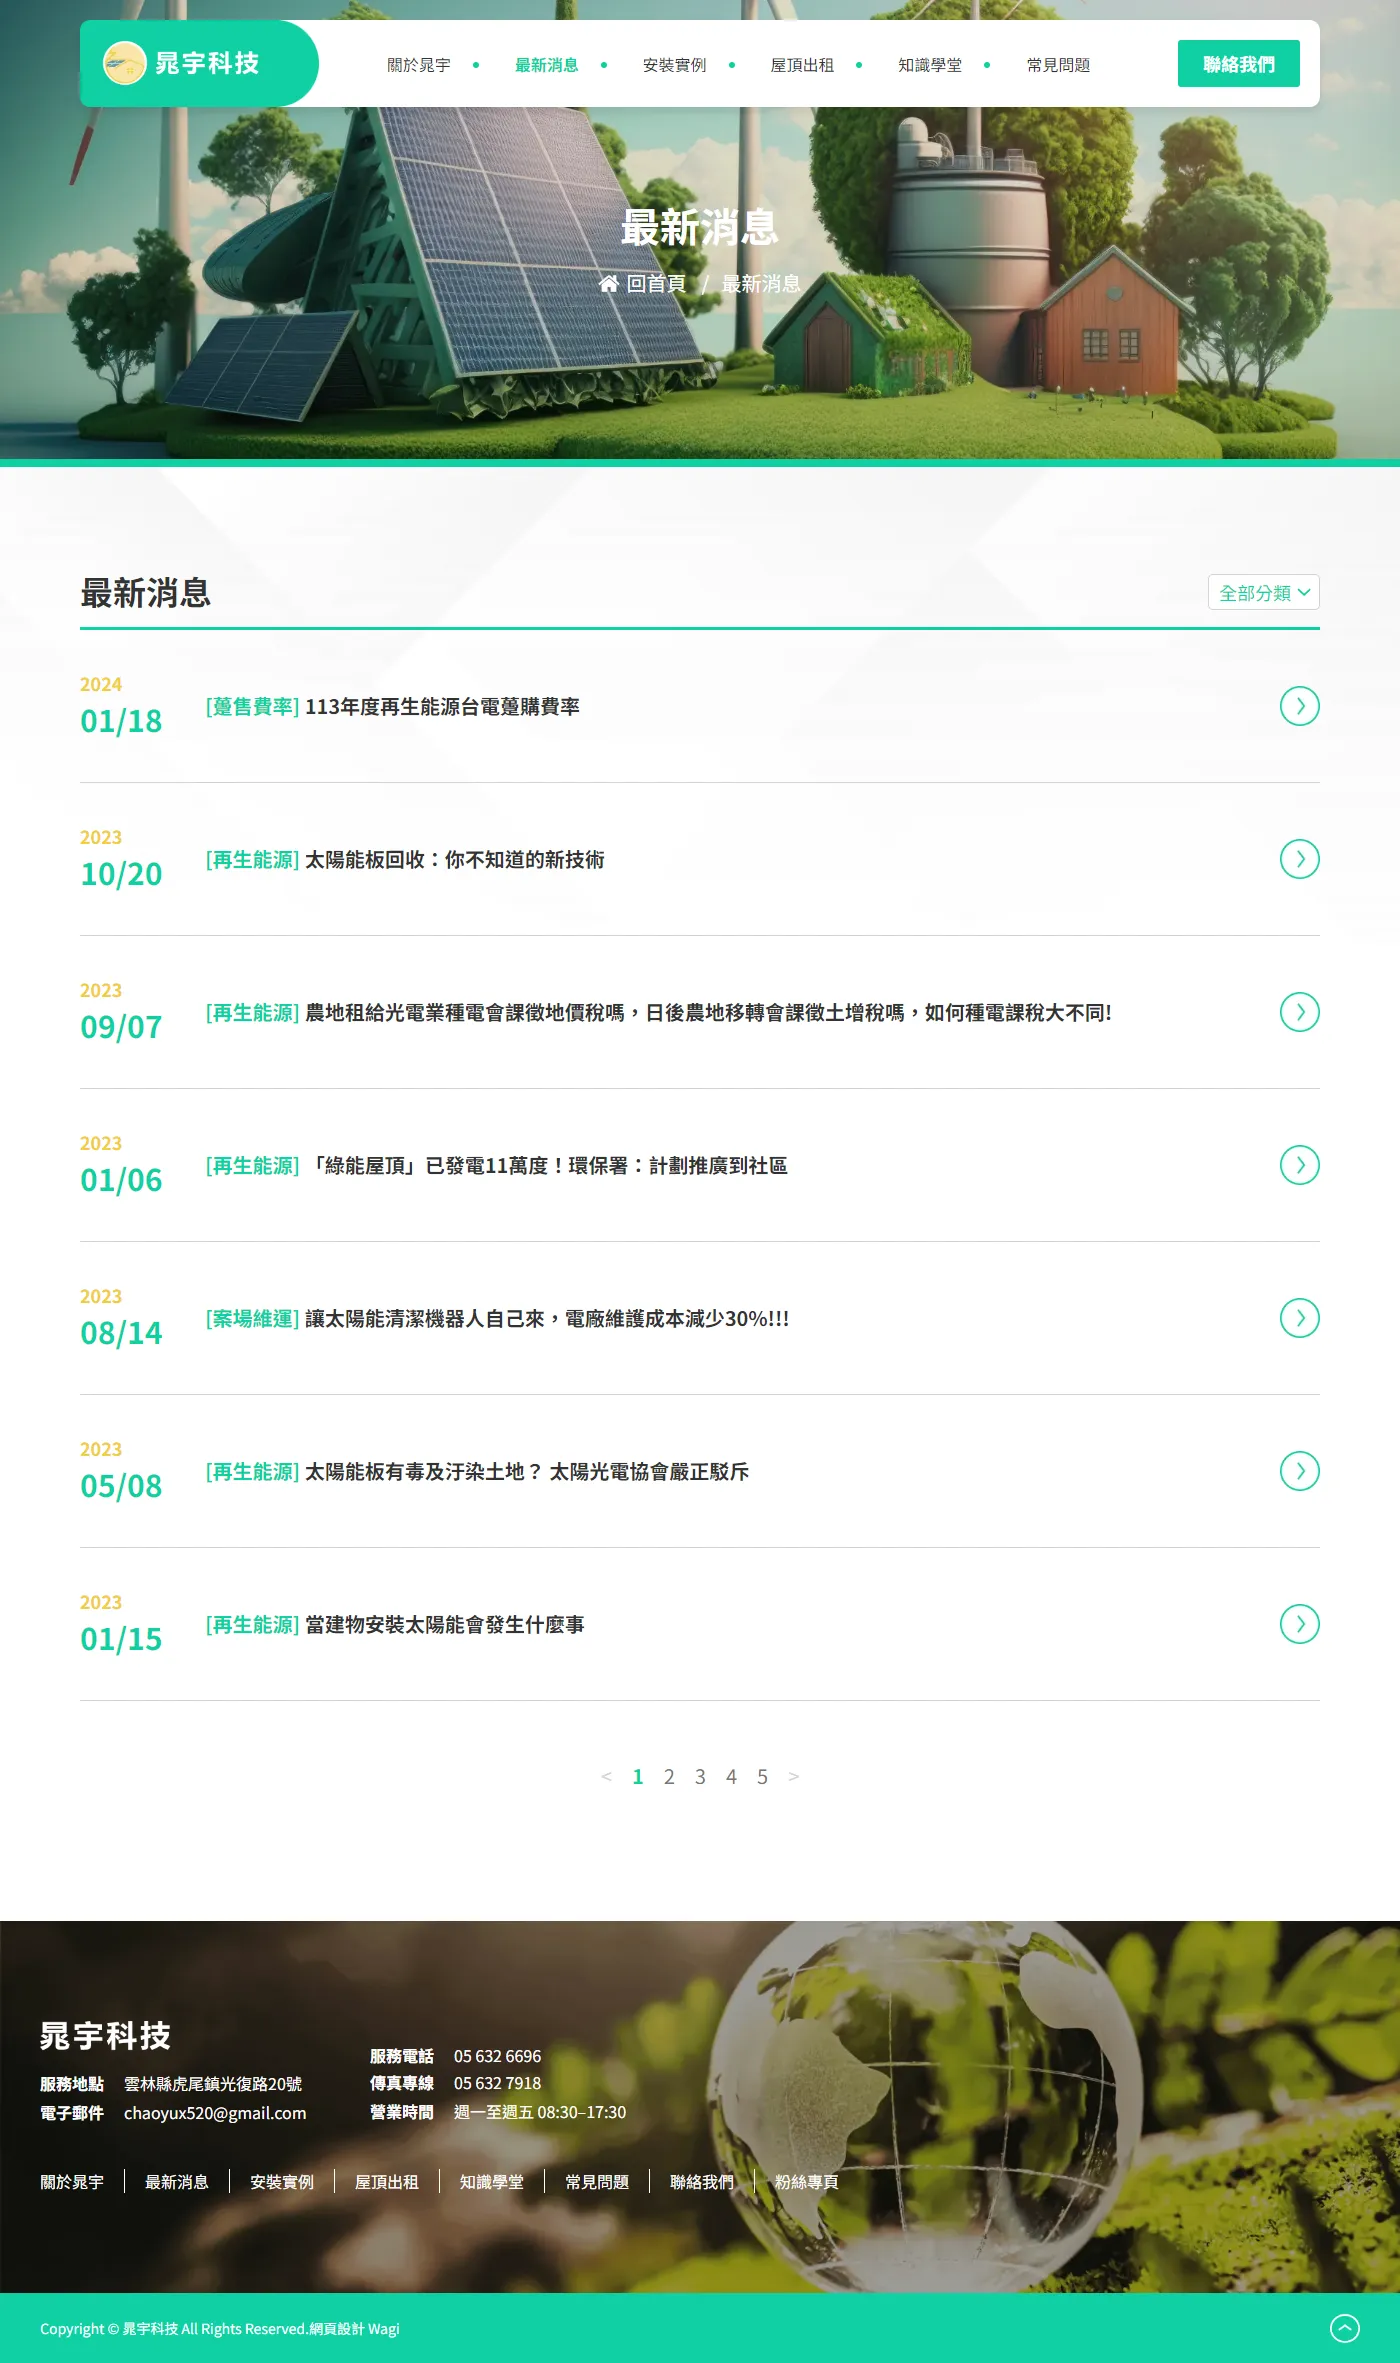 晁宇科技
關於晁宇
最新消息
安裝實例
屋頂出租
知識學堂
常見問題
聯絡我們
最新消息
回首頁 / 最新消息
最新消息
全部分類
2024
01/18
[躉售費率] 113年度再生能源台電躉購費率
2023
10/20
[再生能源] 太陽能板回收：你不知道的新技術
2023
09/07
[再生能源] 農地租給光電業種電會課徵地價稅嗎，日後農地移轉會課徵土增稅嗎，如何種電課稅大不同!
2023
01/06
[再生能源] 「綠能屋頂」已發電11萬度！環保署：計劃推廣到社區
2023
08/14
[案場維運] 讓太陽能清潔機器人自己來，電廠維護成本減少30%!!!
2023
05/08
[再生能源] 太陽能板有毒及汙染土地？ 太陽光電協會嚴正駁斥
2023
01/15
[再生能源] 當建物安裝太陽能會發生什麼事
< 1 2 3 4 5 >
晁宇科技
服務地點 雲林縣虎尾鎮光復路20號
電子郵件 chaoyux520@gmail.com
服務電話 05 632 6696
傳真專線 05 632 7918
營業時間 週一至週五 08:30–17:30
關於晁宇
最新消息
安裝實例
屋頂出租
知識學堂
常見問題
聯絡我們
粉絲專頁
Copyright © 晁宇科技 All Rights Reserved.網頁設計 Wagi